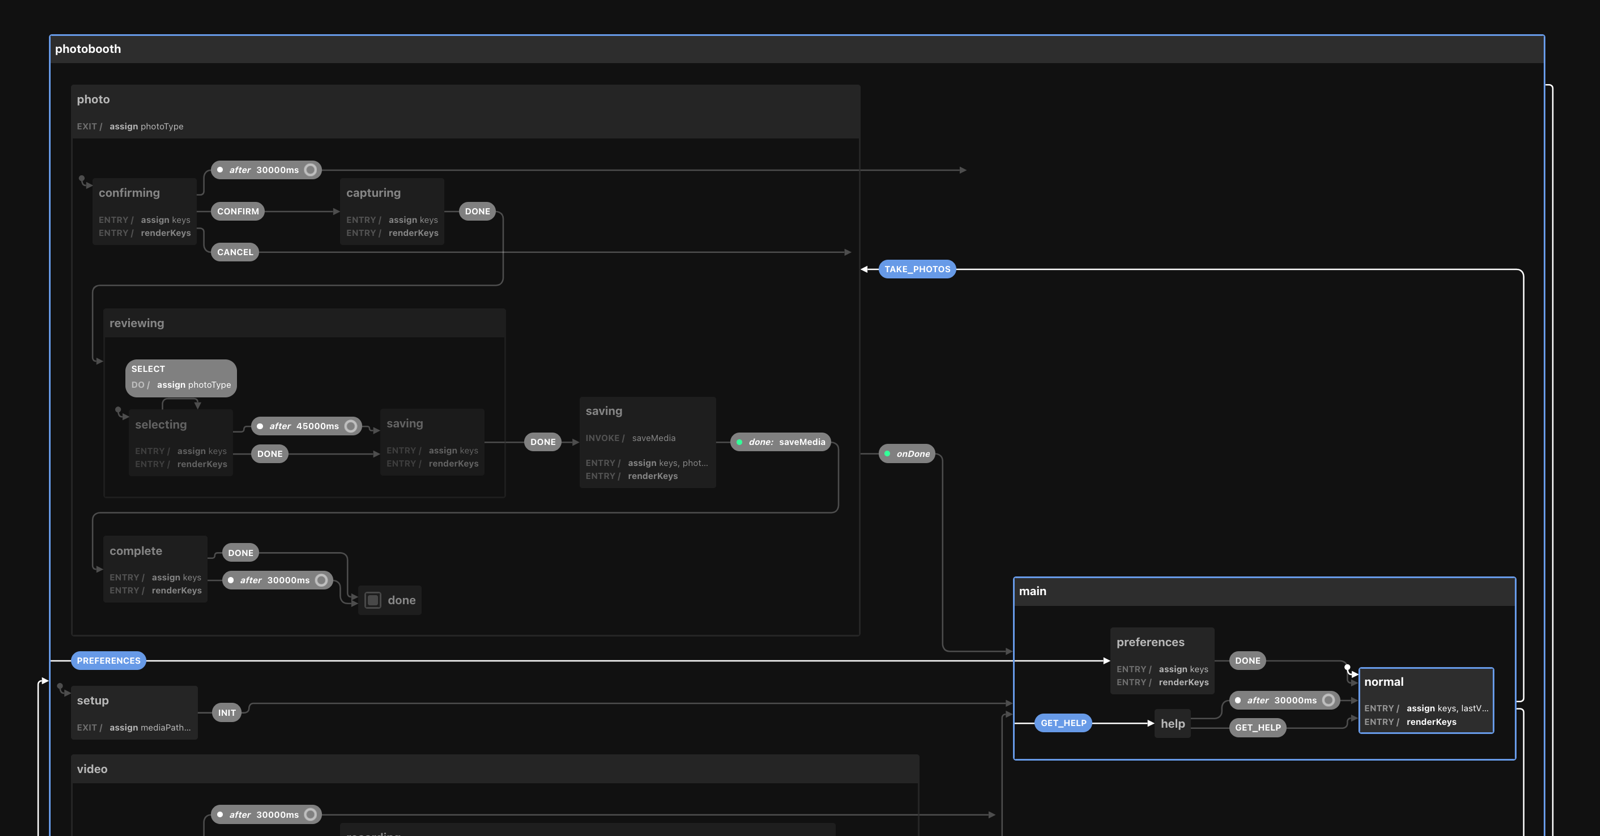 photobooth
photo
EXIT / assign photoType
after 30000ms
confirming
ENTRY / assign keys
ENTRY / renderKeys
CONFIRM
CANCEL
capturing
ENTRY / assign keys
ENTRY / renderKeys
DONE
TAKE_PHOTOS
reviewing
SELECT
DO / assign photoType
selecting
ENTRY / assign keys
ENTRY / renderKeys
after 45000ms
DONE
saving
ENTRY / assign keys
ENTRY / renderKeys
DONE
saving
INVOKE / saveMedia
ENTRY / assign keys, phot...
ENTRY / renderKeys
done: saveMedia
onDone
complete
ENTRY / assign keys
ENTRY / renderKeys
DONE
after 30000ms
done
main
PREFERENCES
preferences
ENTRY / assign keys
ENTRY / renderKeys
DONE
normal
ENTRY / assign keys, lastV...
ENTRY / renderKeys
GET_HELP
help
after 30000ms
GET_HELP
setup
EXIT / assign mediaPath...
INIT
video
after 30000ms